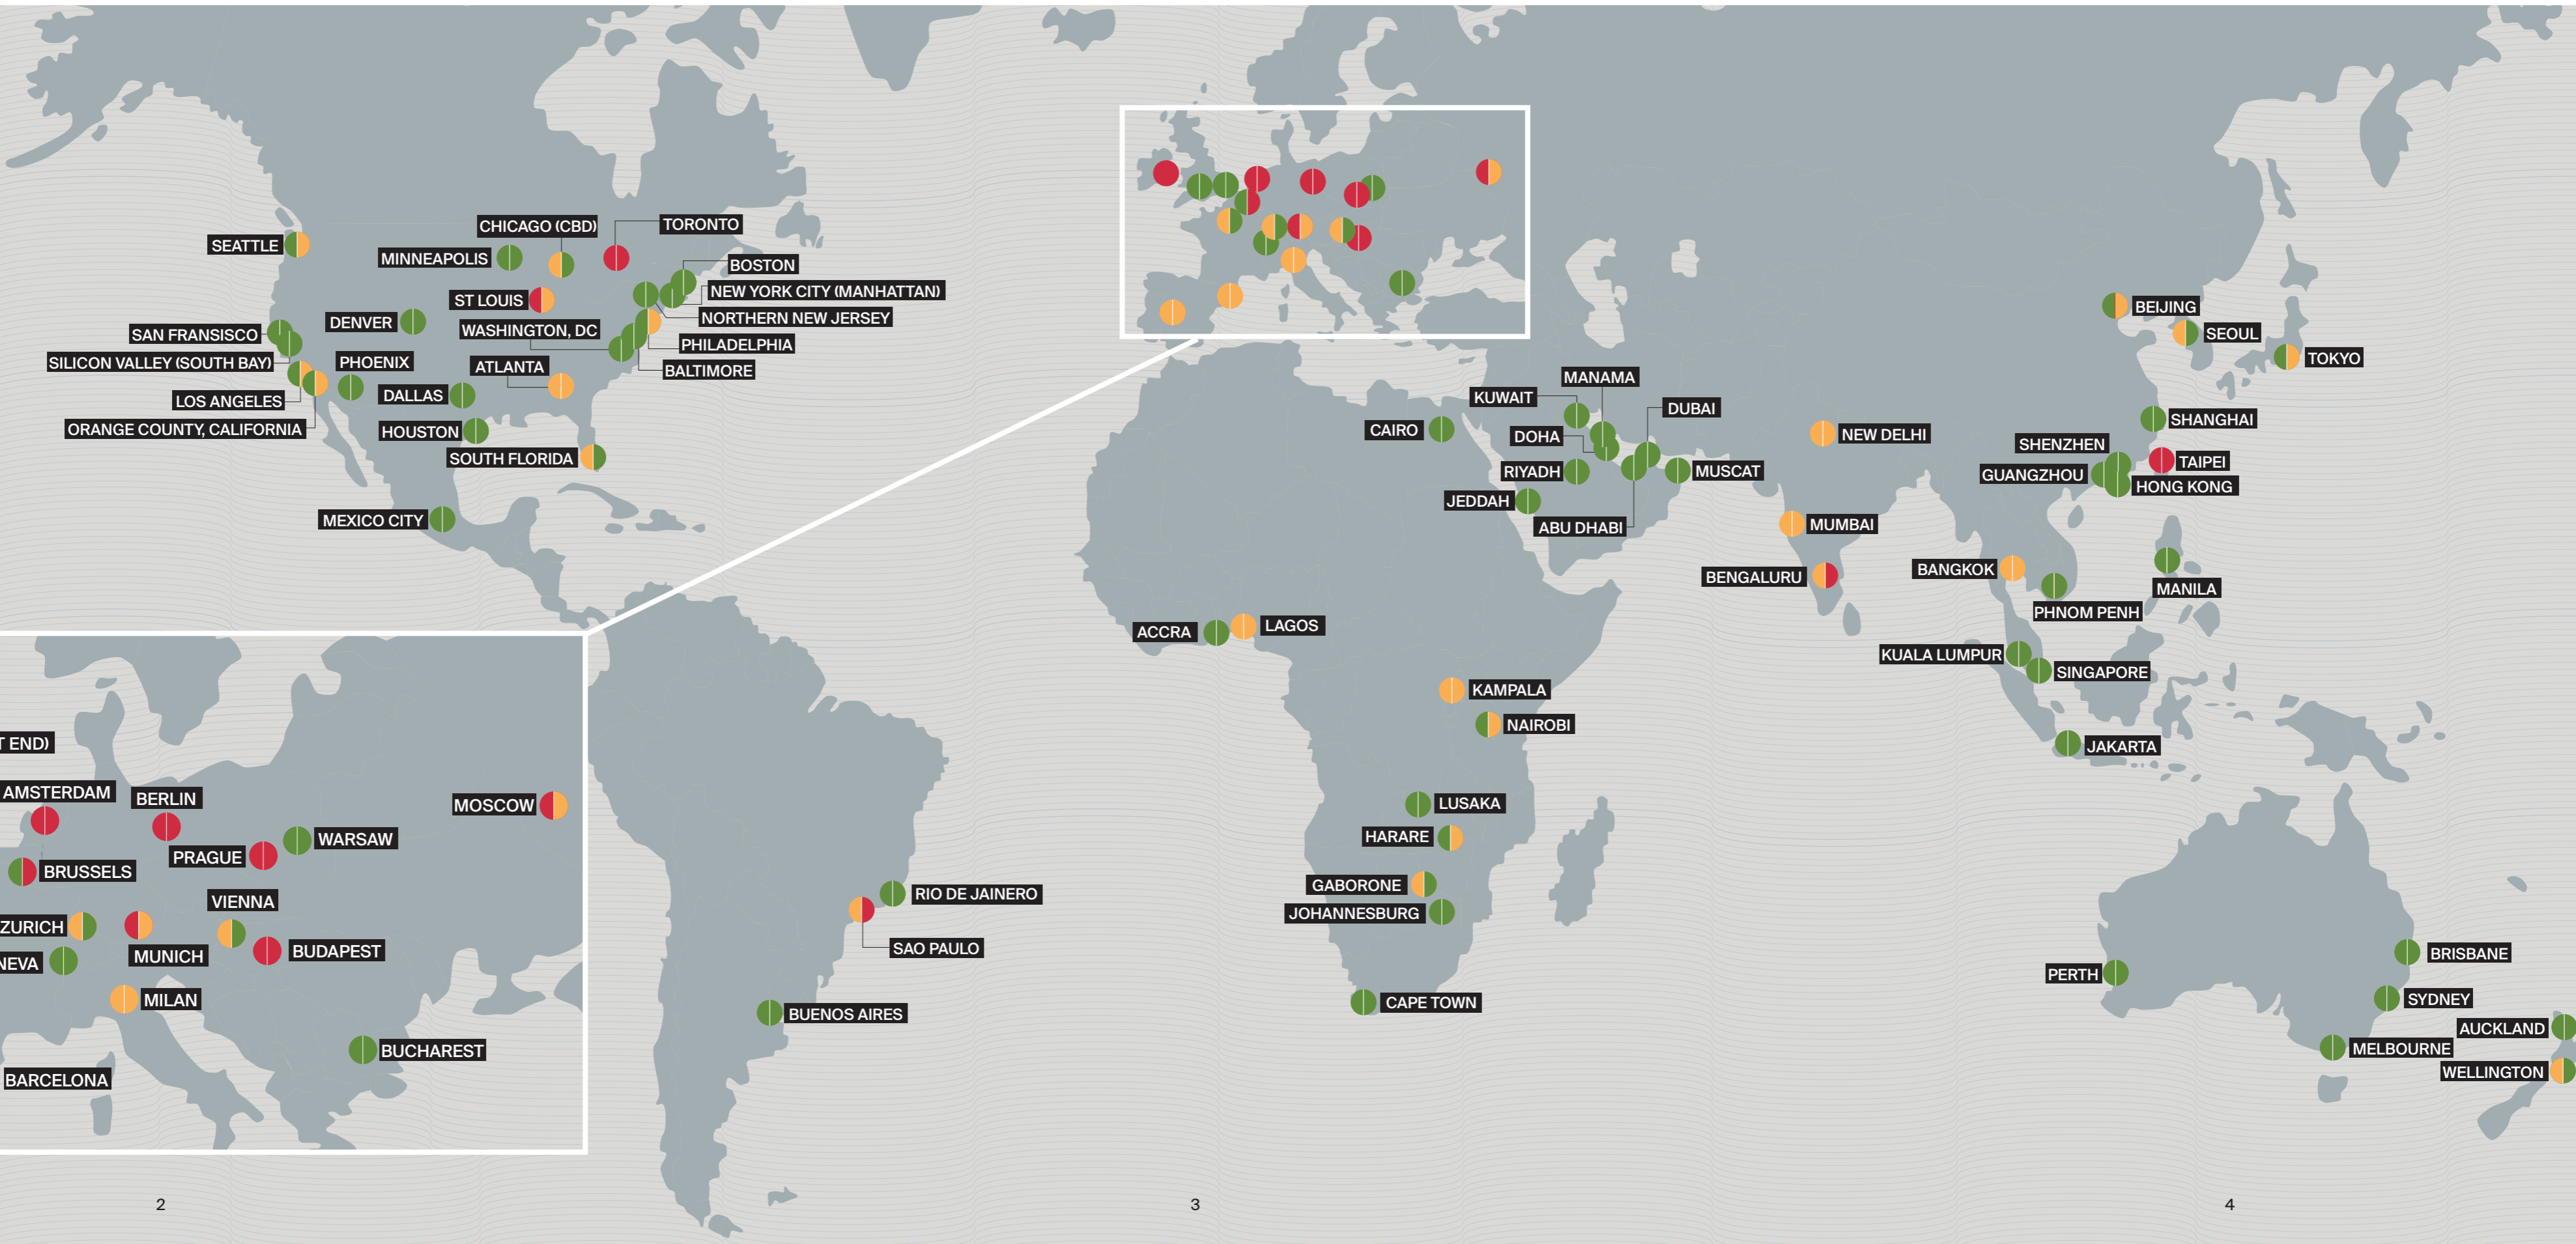 SEATTLE
CHICAGO (CBD)
TORONTO
MINNEAPOLIS
BOSTON
ST LOUIS
NEW YORK CITY (MANHATTAN)
DENVER
NORTHERN NEW JERSEY
SAN FRANSISCO
WASHINGTON, DC
PHILADELPHIA
SILICON VALLEY (SOUTH BAY)
PHOENIX
ATLANTA
BALTIMORE
LOS ANGELES
DALLAS
ORANGE COUNTY, CALIFORNIA
HOUSTON
SOUTH FLORIDA
MEXICO CITY
T END)
AMSTERDAM
BERLIN
MOSCOW
WARSAW
PRAGUE
BRUSSELS
VIENNA
ZURICH
MUNICH
BUDAPEST
NEVA
MILAN
BUCHAREST
BARCELONA
RIO DE JAINERO
SAO PAULO
BUENOS AIRES
MANAMA
KUWAIT
DUBAI
CAIRO
DOHA
RIYADH
MUSCAT
JEDDAH
ABU DHABI
ACCRA
LAGOS
KAMPALA
NAIROBI
LUSAKA
HARARE
GABORONE
JOHANNESBURG
CAPE TOWN
NEW DELHI
MUMBAI
BENGALURU
BEIJING
SEOUL
TOKYO
SHANGHAI
SHENZHEN
TAIPEI
GUANGZHOU
HONG KONG
BANGKOK
MANILA
PHNOM PENH
KUALA LUMPUR
SINGAPORE
JAKARTA
BRISBANE
PERTH
SYDNEY
AUCKLAND
MELBOURNE
WELLINGTON
2
3
4